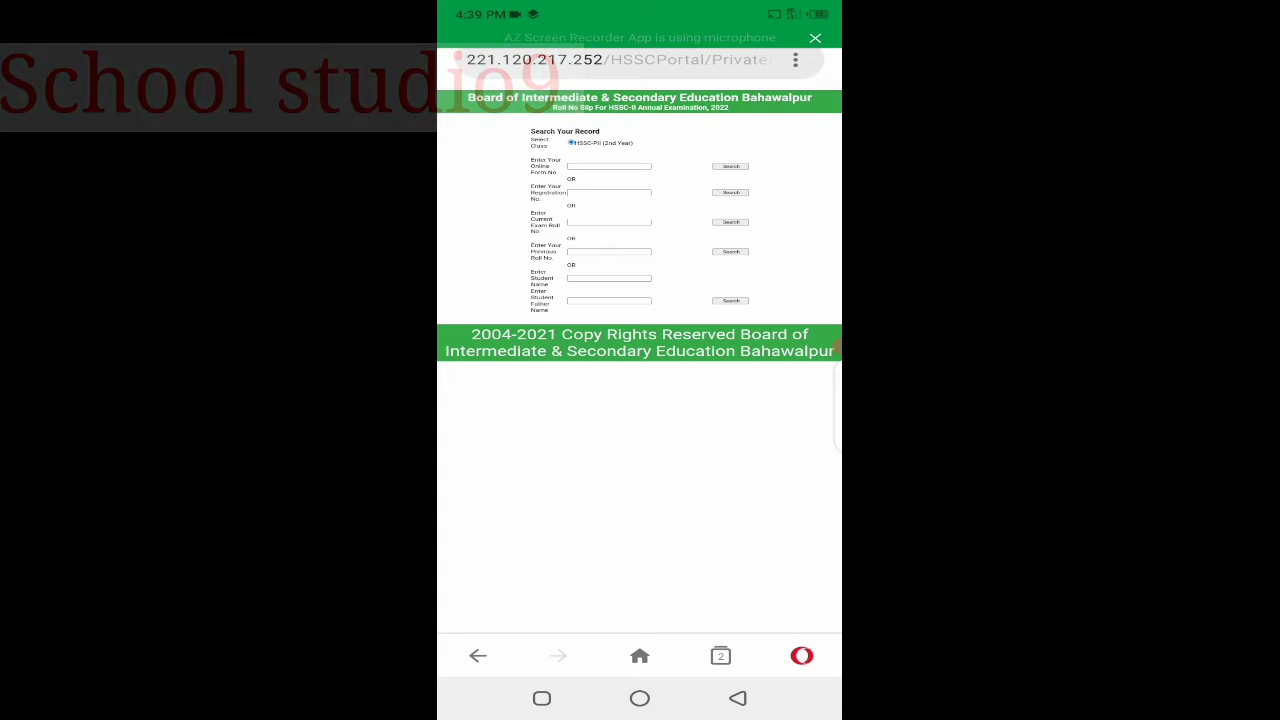 4:39 PM
AZ Screen Recorder App is using microphone
221.120.217.252/HSSCPortal/Private
School studio9
Board of Intermediate & Secondary Education Bahawalpur
Roll No Slip For HSSC-II Annual Examination, 2022
Search Your Record
Select
Class
HSSC-PII (2nd Year)
Enter Your
Online
Form No.
Search
OR
Enter Your
Registration
No.
Search
OR
Enter
Current
Exam Roll
No.
Search
OR
Enter Your
Previous
Roll No.
Search
OR
Enter
Student
Name
Enter
Student
Father
Name
Search
2004-2021 Copy Rights Reserved Board of
Intermediate & Secondary Education Bahawalpur
2